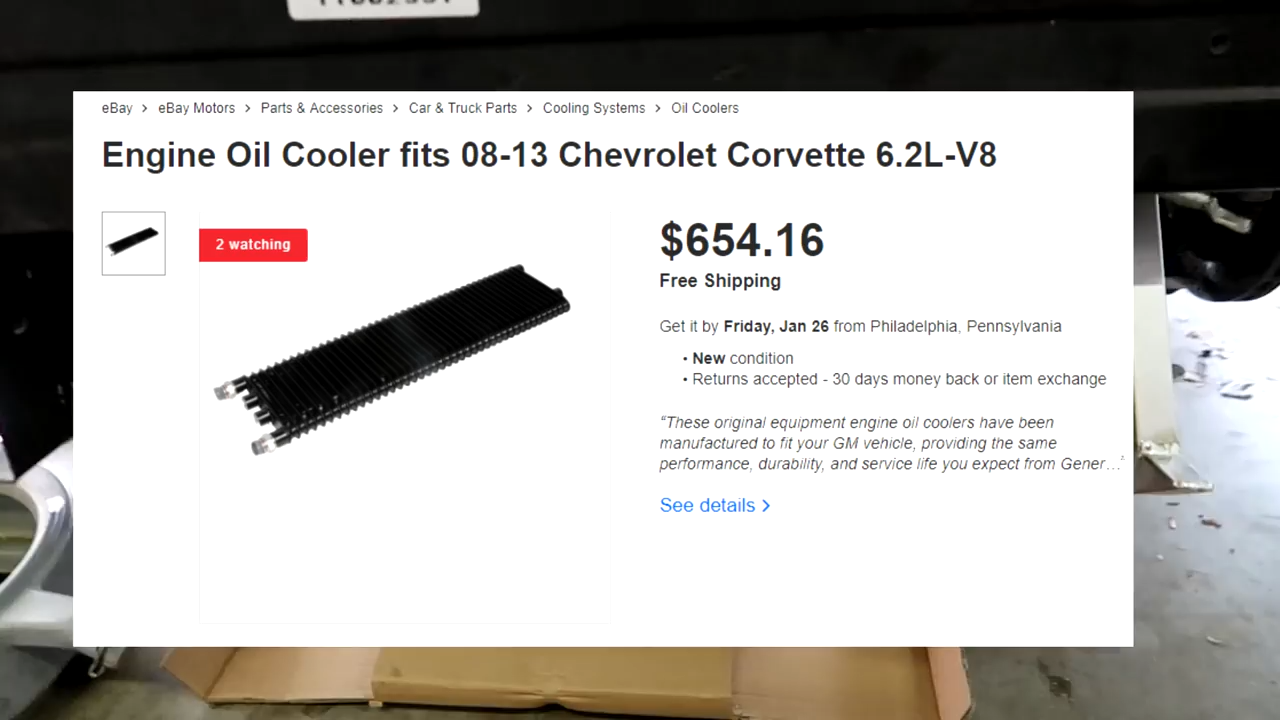 eBay > eBay Motors > Parts & Accessories > Car & Truck Parts > Cooling Systems > Oil Coolers
Engine Oil Cooler fits 08-13 Chevrolet Corvette 6.2L-V8
2 watching
$654.16
Free Shipping
Get it by Friday, Jan 26 from Philadelphia, Pennsylvania
• New condition
• Returns accepted - 30 days money back or item exchange
“These original equipment engine oil coolers have been
manufactured to fit your GM vehicle, providing the same
performance, durability, and service life you expect from Gener…”
See details >